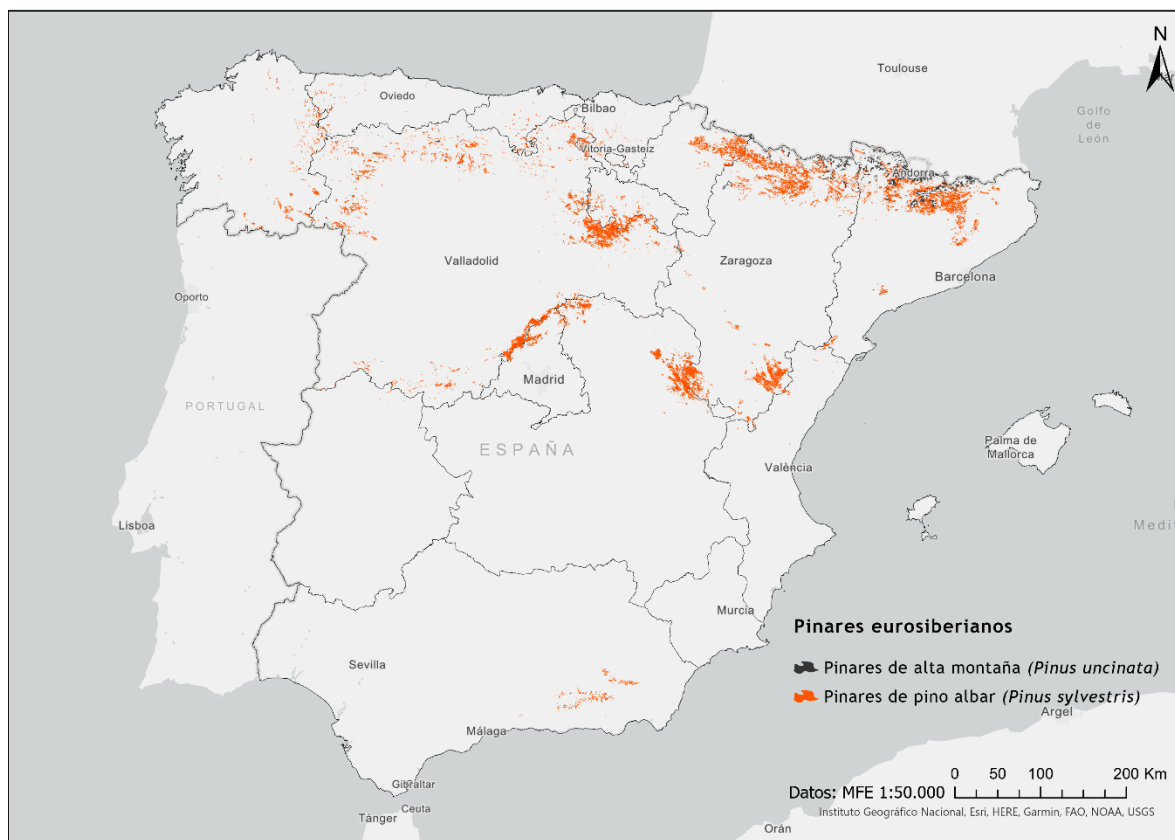 N
Toulouse
Golfo
de
León
Oviedo
Bilbao
Vitoria-Gasteiz
Andorra
Valladolid
Zaragoza
Barcelona
Oporto
Madrid
PORTUGAL
ESPAÑA
Palma de
Mallorca
València
Lisboa
Medit
Murcia
Sevilla
Málaga
Gibraltar
Ceuta
Tánger
Pinares eurosiberianos
Pinares de alta montaña (Pinus uncinata)
Pinares de pino albar (Pinus sylvestris)
Argel
0 50 100 200 Km
Datos: MFE 1:50.000
Instituto Geográfico Nacional, Esri, HERE, Garmin, FAO, NOAA, USGS
Orán